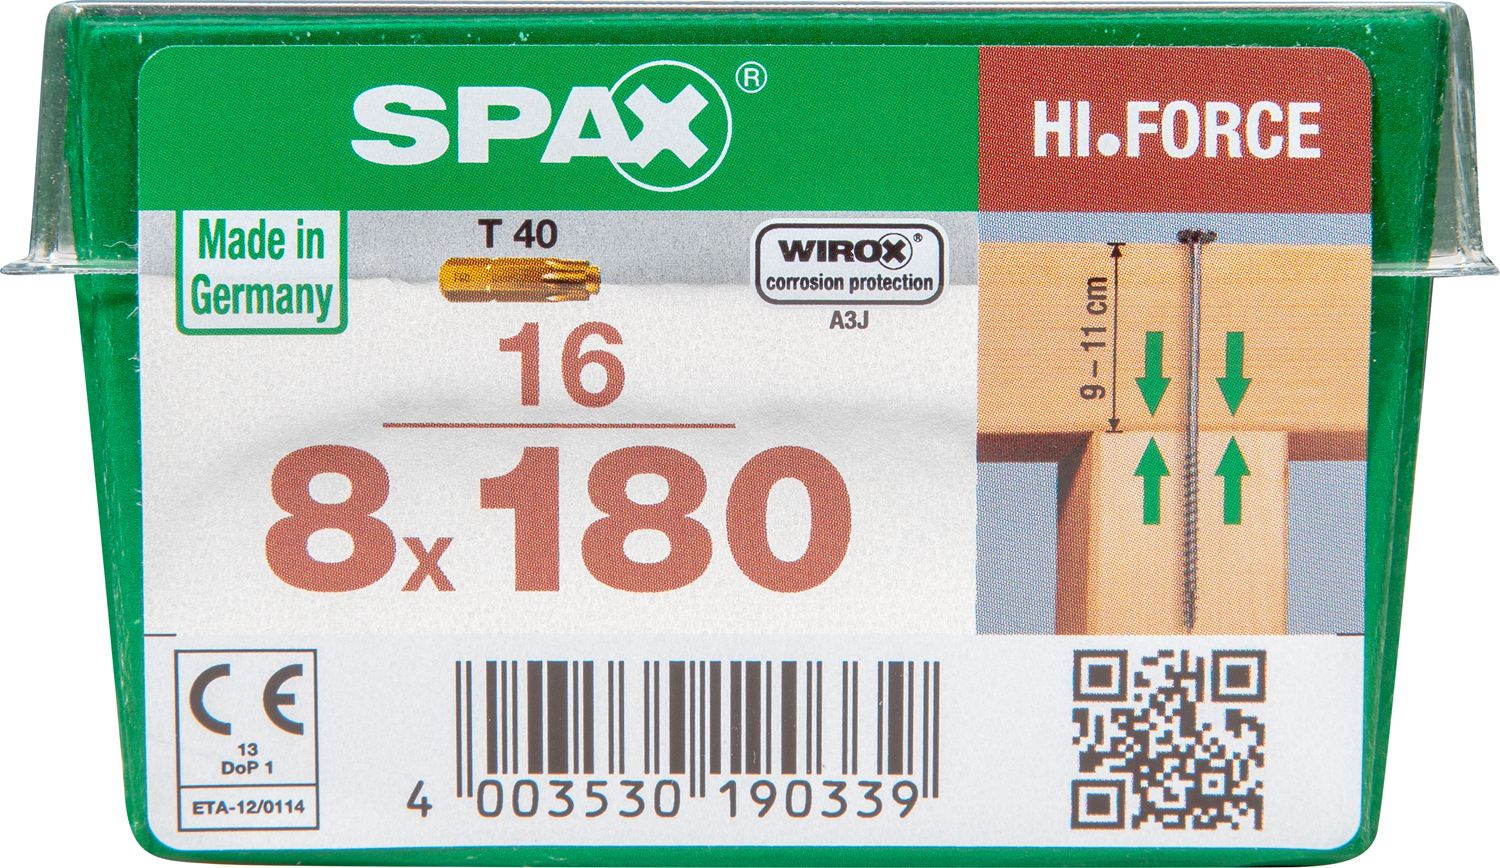 SPAX®
HI.FORCE
Made in
Germany
T 40
WIROX®
corrosion protection
A3J
16
8x180
9 – 11 cm
CE
13
DoP 1
ETA-12/0114
4 003530 190339